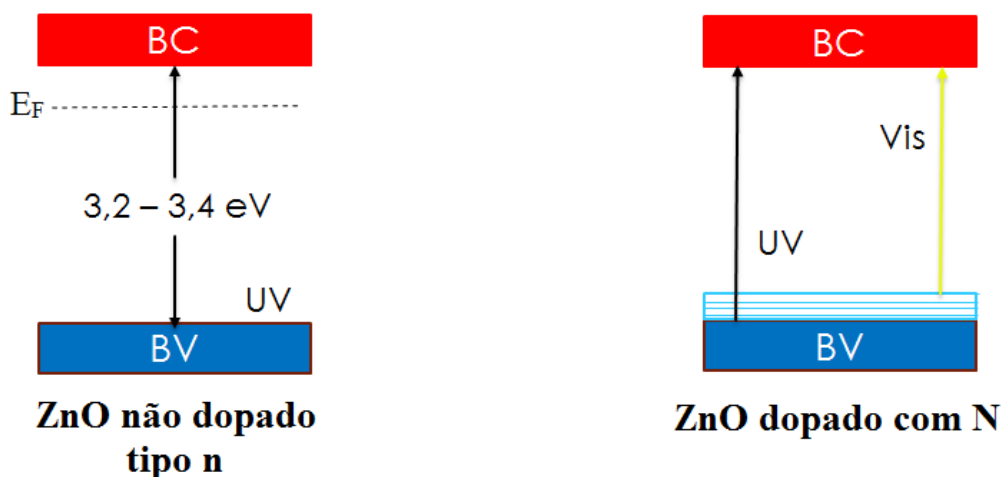 BC
E_F
3,2 – 3,4 eV
UV
BV
ZnO não dopado
tipo n
BC
Vis
UV
BV
ZnO dopado com N